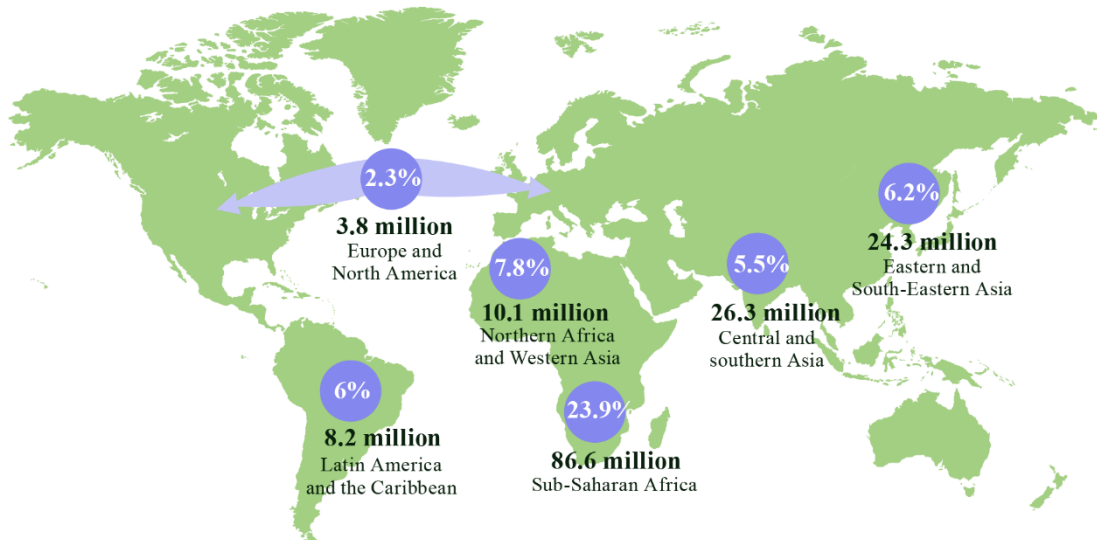 2.3%
3.8 million
Europe and
North America
6.2%
24.3 million
Eastern and
South-Eastern Asia
7.8%
10.1 million
Northern Africa
and Western Asia
5.5%
26.3 million
Central and
southern Asia
6%
8.2 million
Latin America
and the Caribbean
23.9%
86.6 million
Sub-Saharan Africa